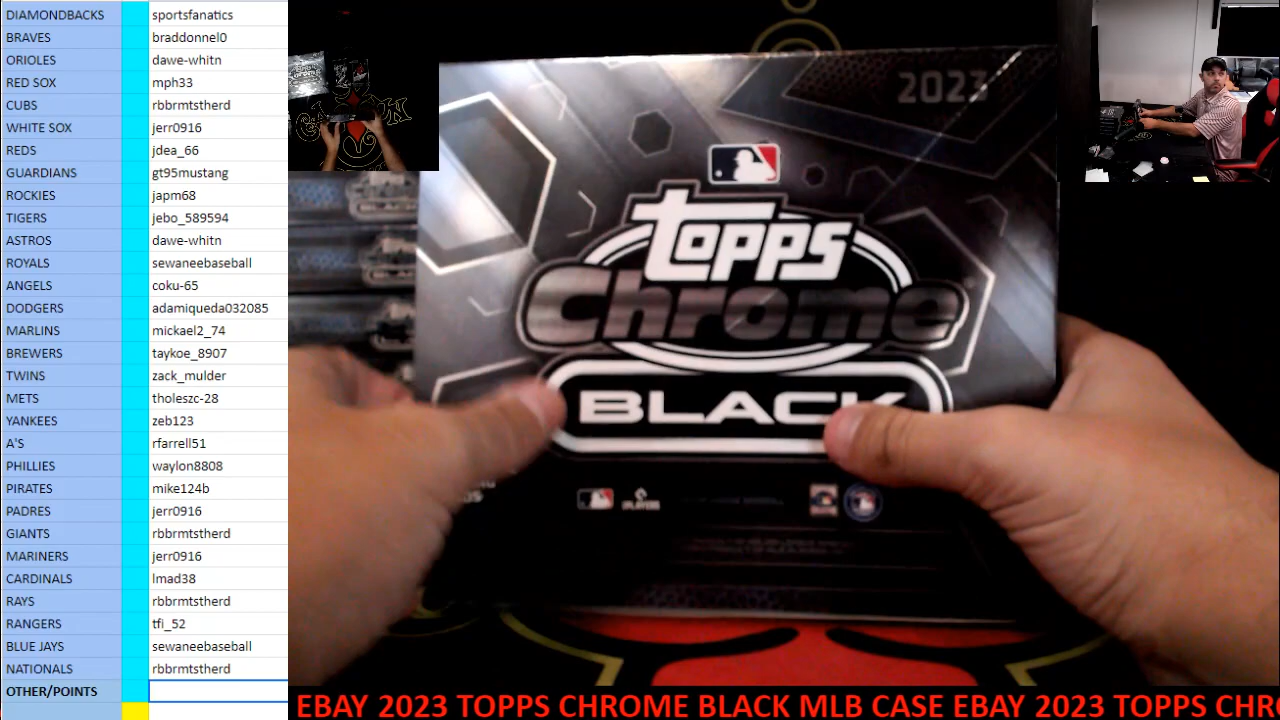 DIAMONDBACKS sportsfanatics
BRAVES braddonnel0
ORIOLES dawe-whitn
RED SOX mph33
CUBS rbbrmtstherd
WHITE SOX jerr0916
REDS jdea_66
GUARDIANS gt95mustang
ROCKIES japm68
TIGERS jebo_589594
ASTROS dawe-whitn
ROYALS sewaneebaseball
ANGELS coku-65
DODGERS adamiqueda032085
MARLINS mickael2_74
BREWERS taykoe_8907
TWINS zack_mulder
METS tholeszc-28
YANKEES zeb123
A'S rfarrell51
PHILLIES waylon8808
PIRATES mike124b
PADRES jerr0916
GIANTS rbbrmtstherd
MARINERS jerr0916
CARDINALS lmad38
RAYS rbbrmtstherd
RANGERS tfi_52
BLUE JAYS sewaneebaseball
NATIONALS rbbrmtstherd
OTHER/POINTS
2023
topps
Chrome
BLACK
EBAY 2023 TOPPS CHROME BLACK MLB CASE EBAY 2023 TOPPS CHRO